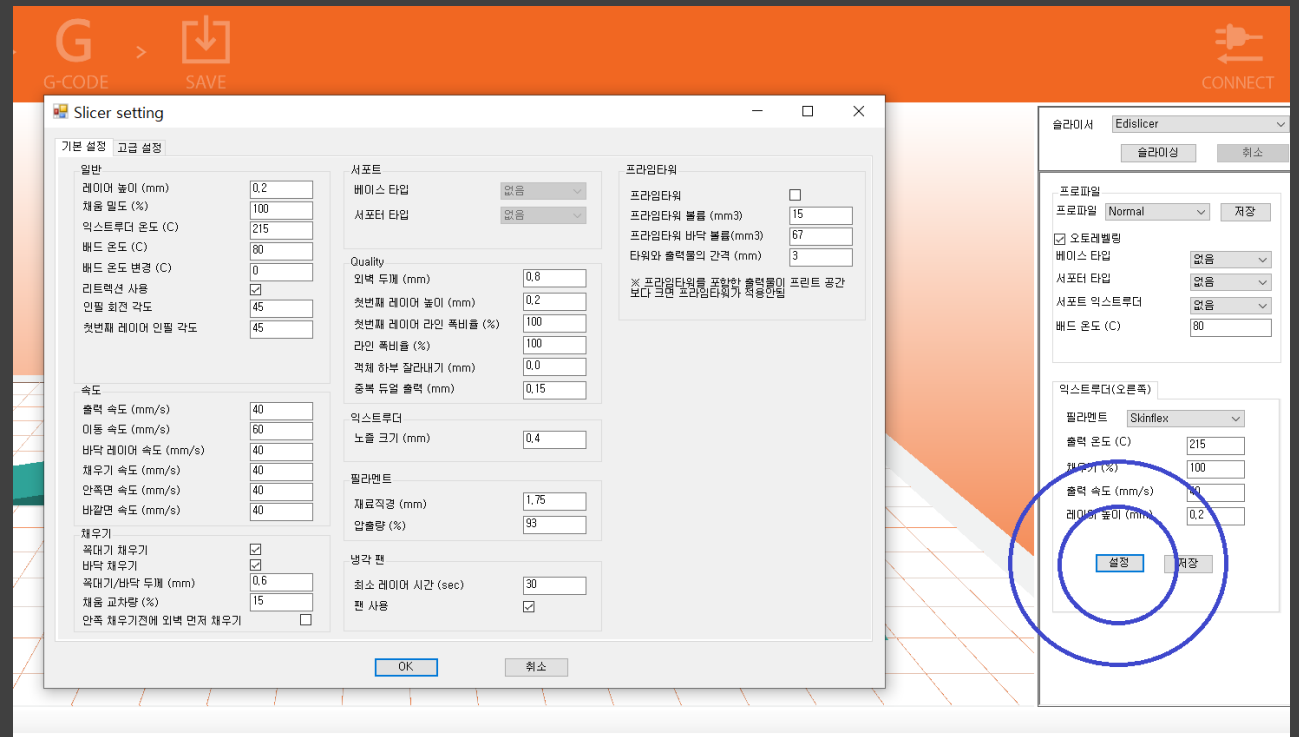 G-CODE
SAVE
CONNECT
Slicer setting
기본 설정
고급 설정
일반
레이어 높이 (mm) 0,2
채움 밀도 (%) 100
익스트루더 온도 (C) 215
배드 온도 (C) 80
배드 온도 변경 (C) 0
리트렉션 사용
인필 회전 각도 45
첫번째 레이어 인필 각도 45
속도
출력 속도 (mm/s) 40
이동 속도 (mm/s) 60
바닥 레이어 속도 (mm/s) 40
채우기 속도 (mm/s) 40
안쪽면 속도 (mm/s) 40
바깥면 속도 (mm/s) 40
채우기
꼭대기 채우기
바닥 채우기
꼭대기/바닥 두께 (mm) 0,6
채움 교차량 (%) 15
안쪽 채우기전에 외벽 먼저 채우기
서포트
베이스 타입 없음
서포터 타입 없음
Quality
외벽 두께 (mm) 0,8
첫번째 레이어 높이 (mm) 0,2
첫번째 레이어 라인 폭비율 (%) 100
라인 폭비율 (%) 100
객체 하부 잘라내기 (mm) 0,0
중복 듀얼 출력 (mm) 0,15
익스트루더
노즐 크기 (mm) 0,4
필라멘트
재료직경 (mm) 1,75
압출량 (%) 93
냉각 팬
최소 레이어 시간 (sec) 30
팬 사용
프라임타워
프라임타워
프라임타워 볼륨 (mm3) 15
프라임타워 바닥 볼륨(mm3) 67
타워와 출력물의 간격 (mm) 3
※ 프라임타워를 포함한 출력물이 프린트 공간
보다 크면 프라임타워가 적용안됨
OK
취소
슬라이서 Edislicer
슬라이싱
취소
프로파일
프로파일 Normal 저장
오토레벨링
베이스 타입 없음
서포터 타입 없음
서포트 익스트루더 없음
배드 온도 (C) 80
익스트루더(오른쪽)
필라멘트 Skinflex
출력 온도 (C) 215
채우기 (%) 100
출력 속도 (mm/s) 40
레이어 높이 (mm) 0,2
설정
저장